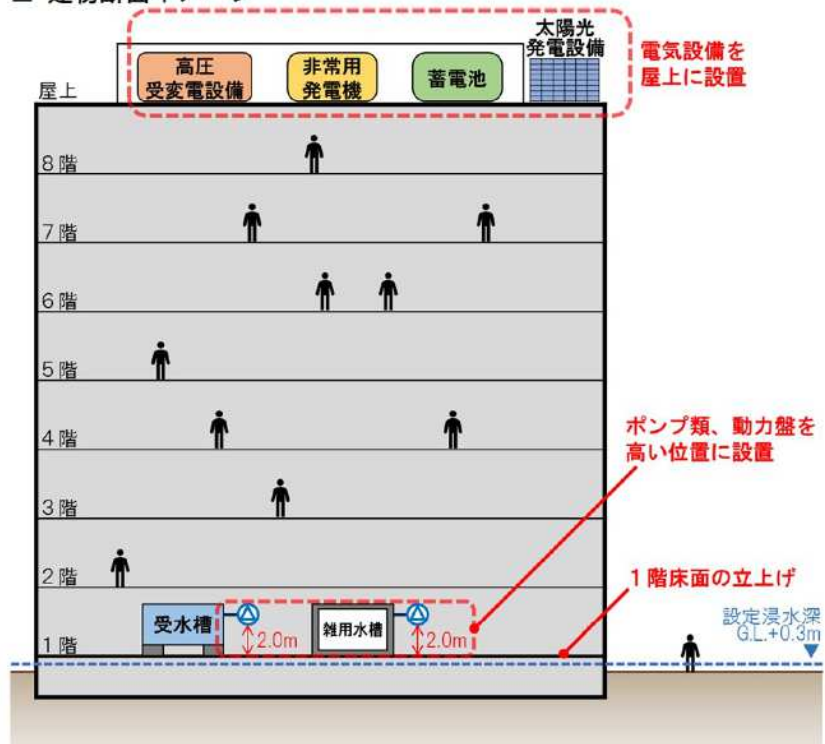 太陽光
発電設備
高圧
受変電設備
非常用
発電機
蓄電池
電気設備を
屋上に設置
屋上
8階
7階
6階
5階
4階
ポンプ類、動力盤を
高い位置に設置
3階
2階
1階床面の立上げ
受水槽
2.0m
雑用水槽
2.0m
設定浸水深
G.L.+0.3m
1階